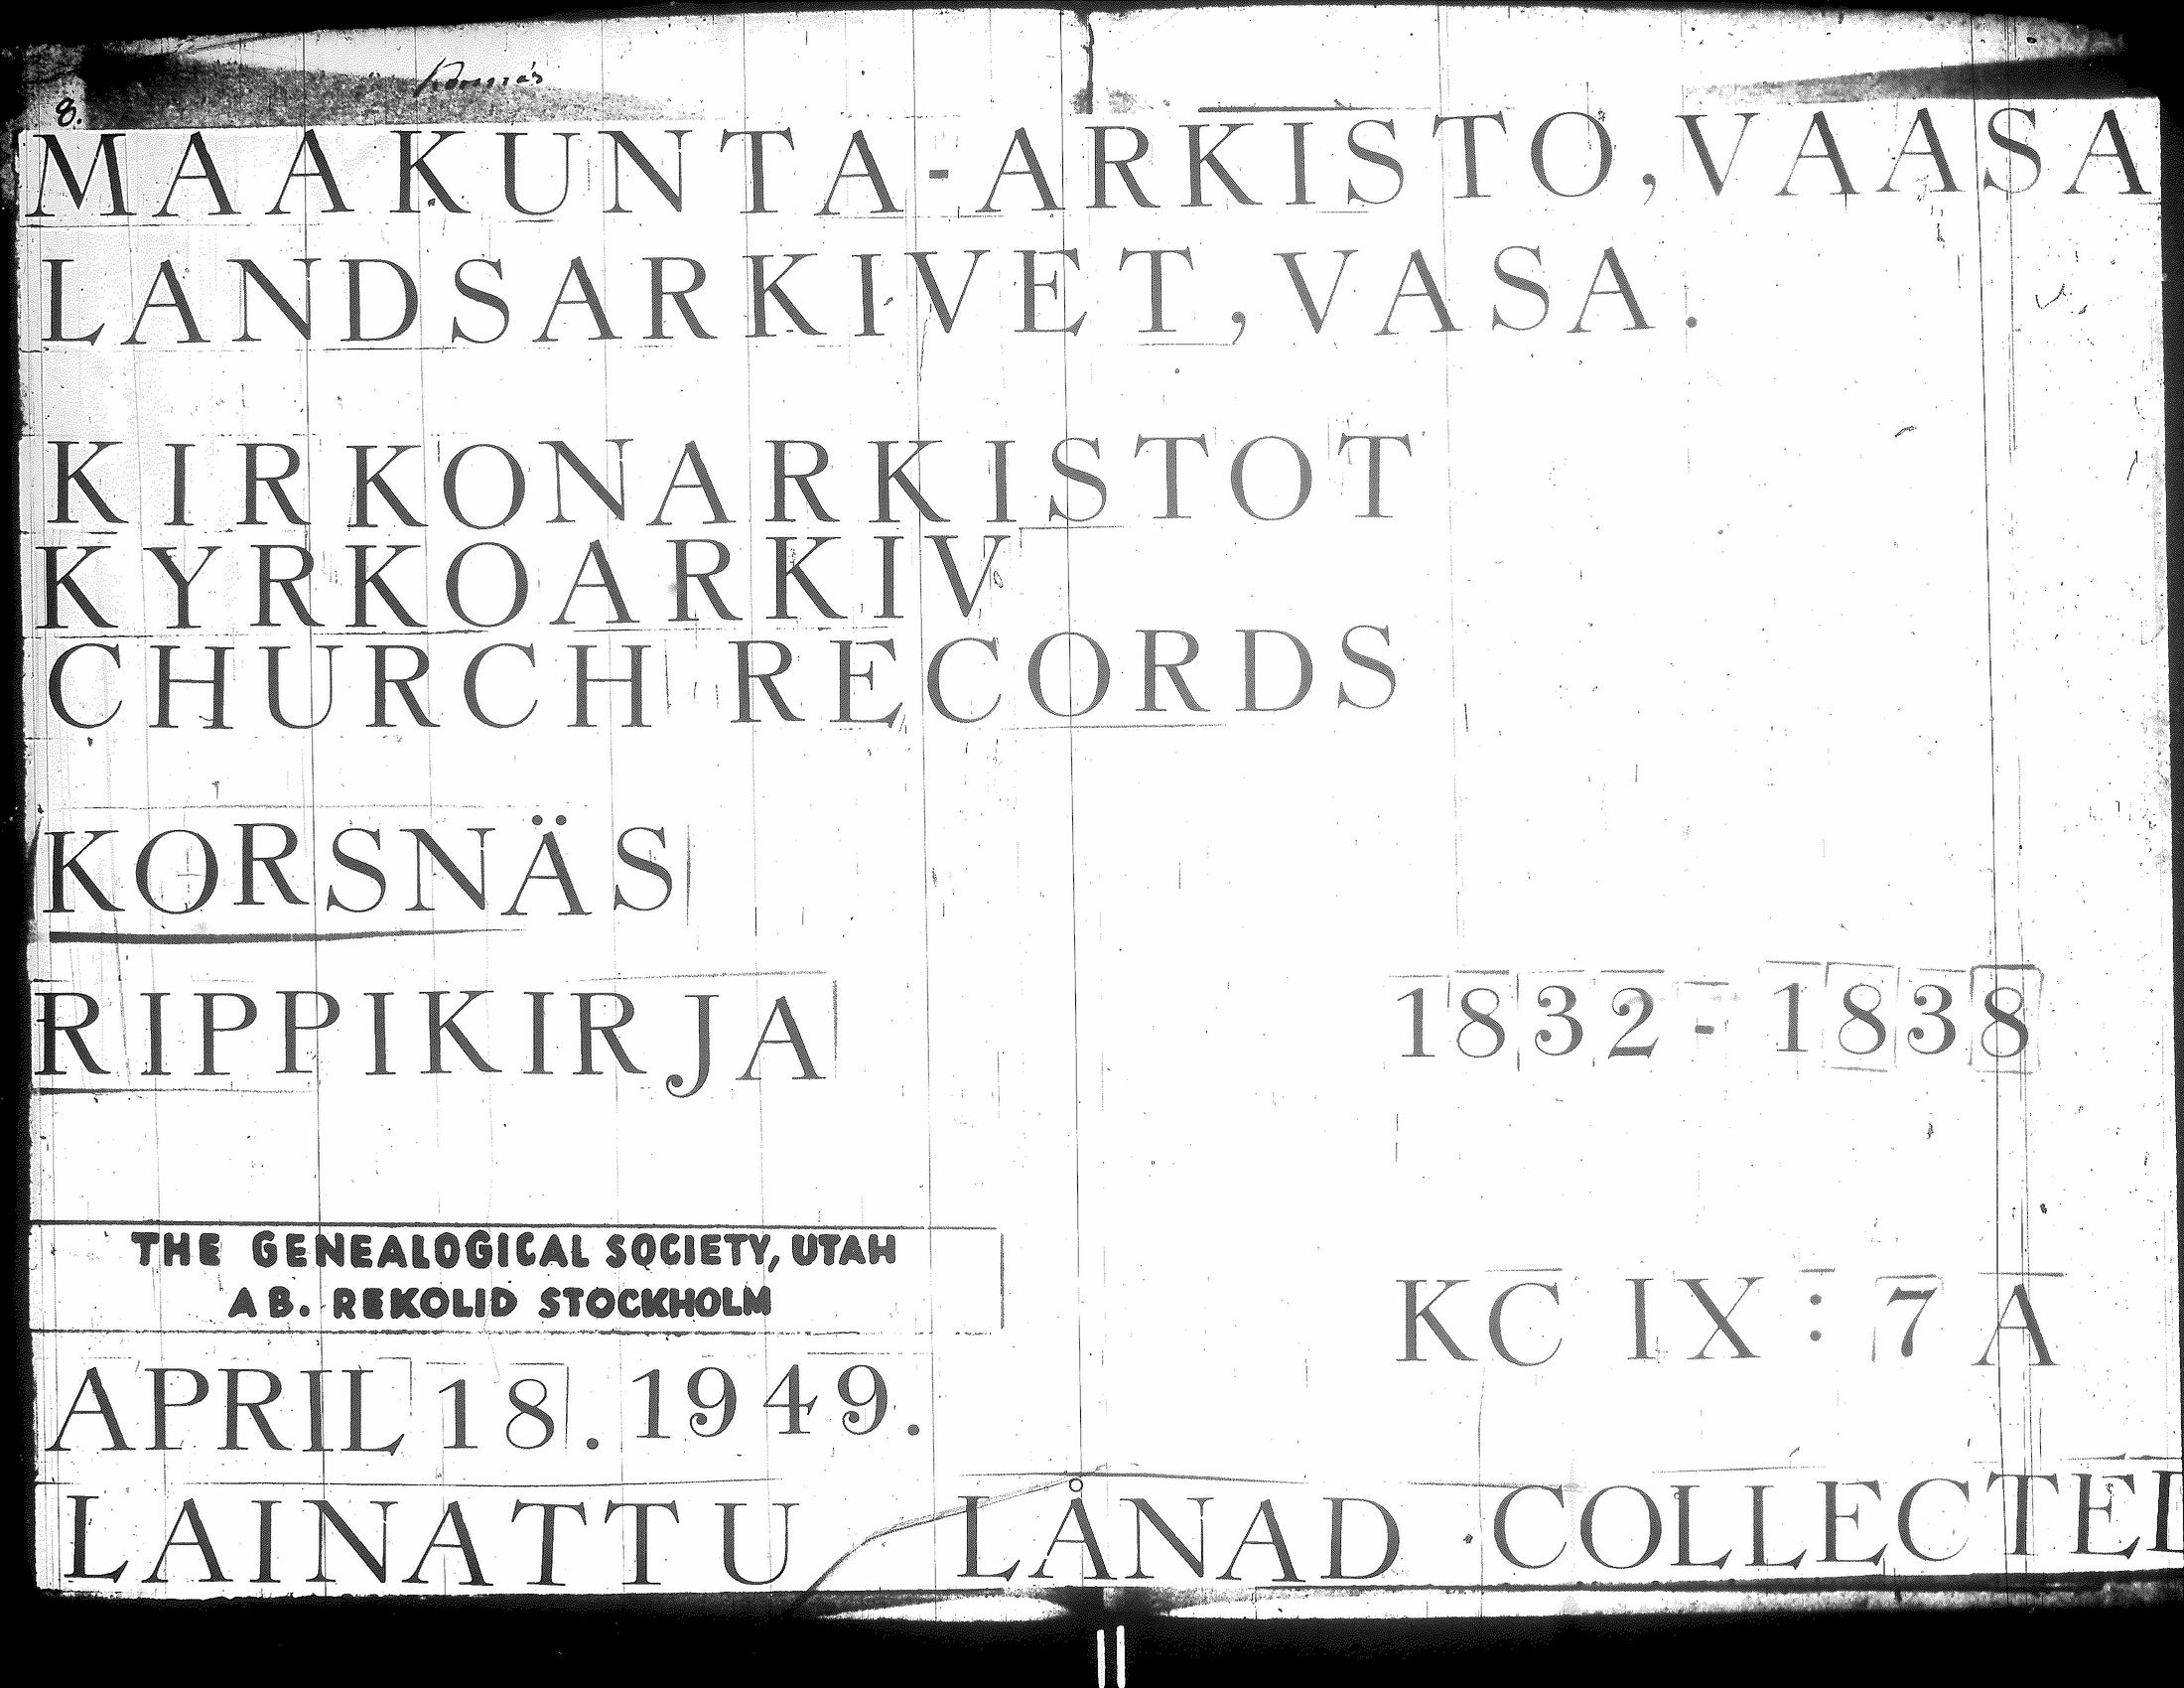 8.
MAAKUNTA-ARKISTO, VAASA
LANDSARKIVET, VASA.
KIRKONARKISTOT
KYRKOARKIV
CHURCH RECORDS
KORSNÄS
RIPPIKIRJA 1832-1838
THE GENEALOGICAL SOCIETY, UTAH
AB. REKOLID STOCKHOLM
KC IX : 7 A
APRIL 18. 1949.
LAINATTU LÅNAD COLLECTED